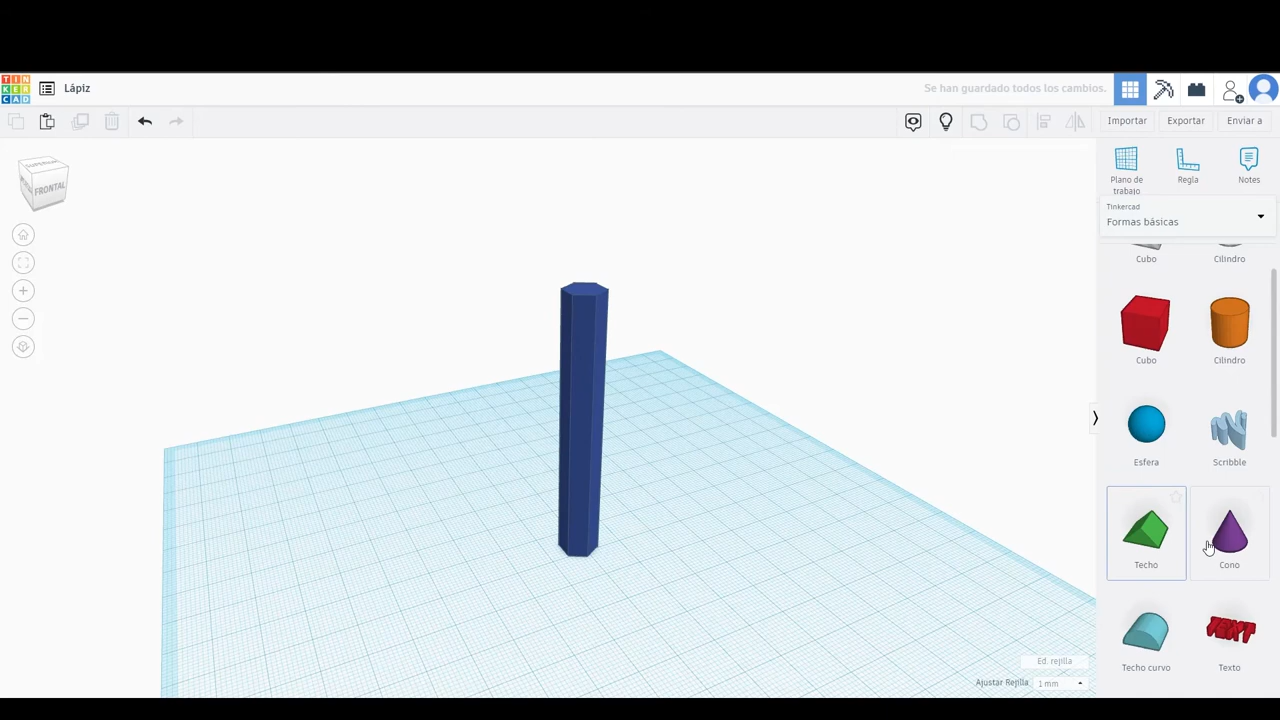 TIN
KER
CAD
Lápiz
Se han guardado todos los cambios.
Importar
Exportar
Enviar a
FRONTAL
Plano de
trabajo
Regla
Notes
Tinkercad
Formas básicas
Cubo
Cilindro
Cubo
Cilindro
Esfera
Scribble
Techo
Cono
TEXT
Techo curvo
Texto
Ed. rejilla
Ajustar Rejilla
1 mm